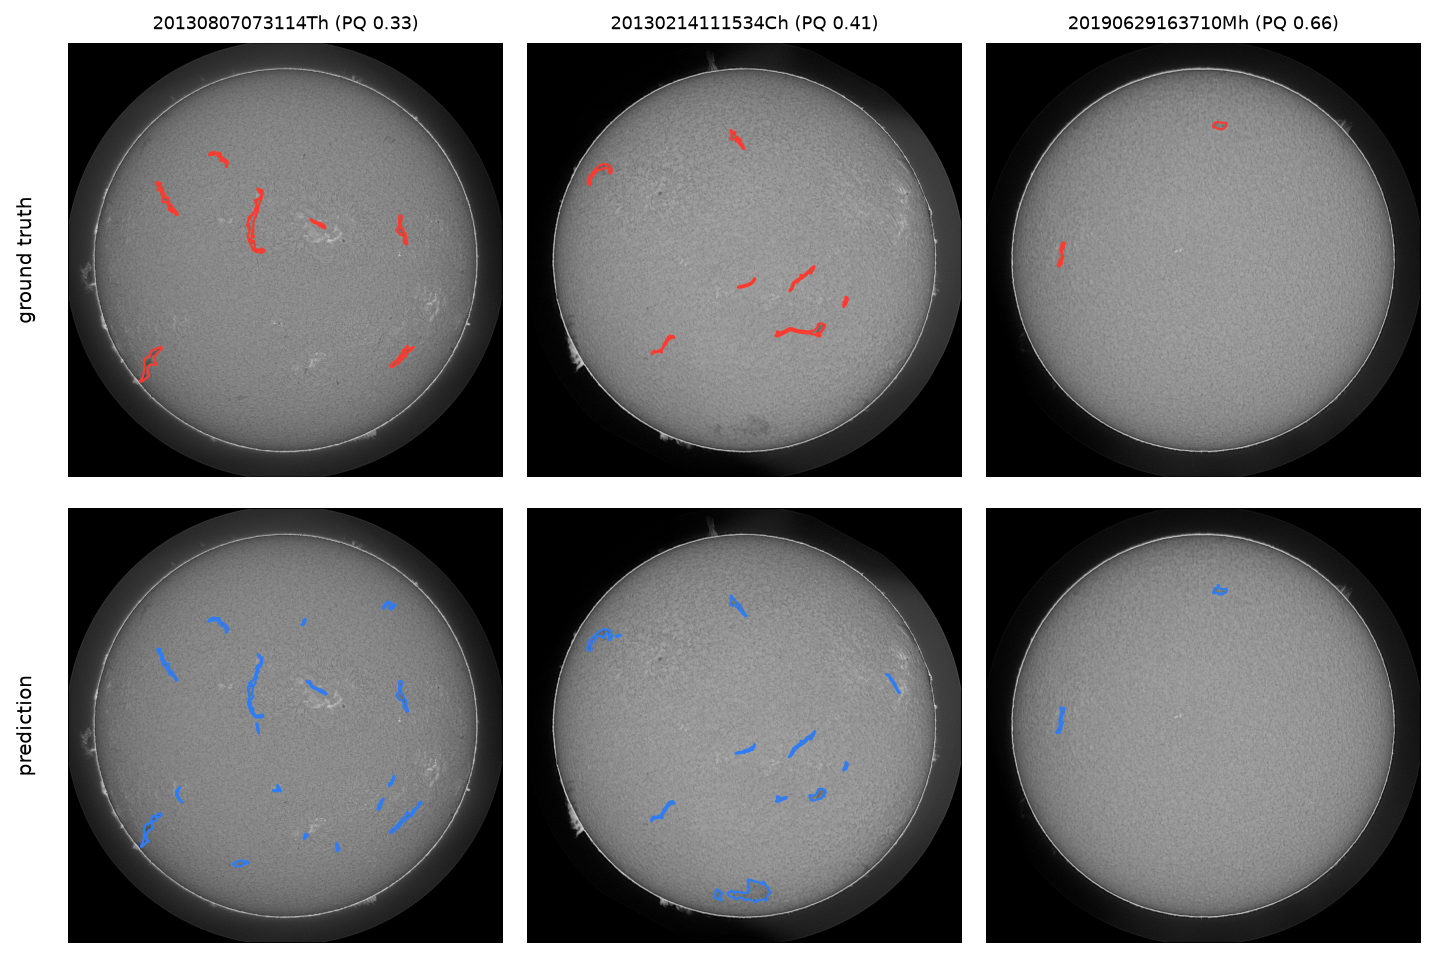 20130807073114Th (PQ 0.33)
20130214111534Ch (PQ 0.41)
20190629163710Mh (PQ 0.66)
ground truth
prediction